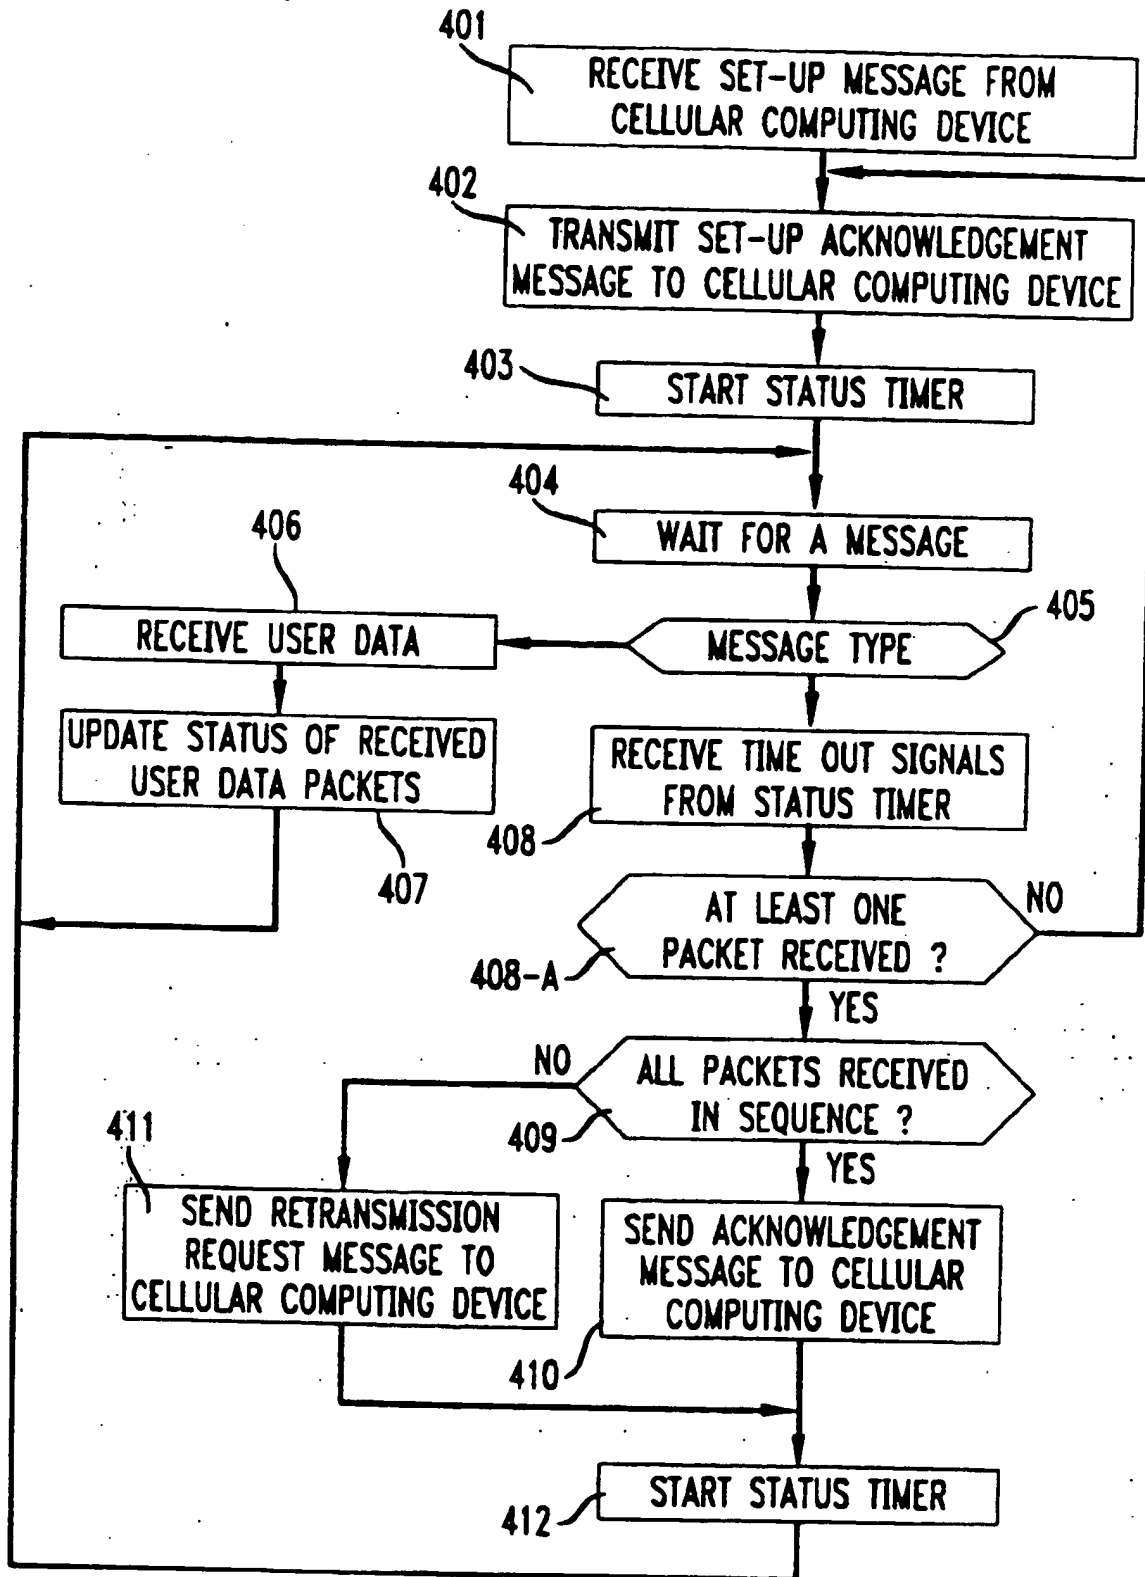 401
RECEIVE SET-UP MESSAGE FROM
CELLULAR COMPUTING DEVICE
402
TRANSMIT SET-UP ACKNOWLEDGEMENT
MESSAGE TO CELLULAR COMPUTING DEVICE
403
START STATUS TIMER
404
WAIT FOR A MESSAGE
405
MESSAGE TYPE
406
RECEIVE USER DATA
UPDATE STATUS OF RECEIVED
USER DATA PACKETS
407
RECEIVE TIME OUT SIGNALS
FROM STATUS TIMER
408
AT LEAST ONE
PACKET RECEIVED ?
NO
408-A
YES
ALL PACKETS RECEIVED
IN SEQUENCE ?
NO
409
YES
411
SEND RETRANSMISSION
REQUEST MESSAGE TO
CELLULAR COMPUTING DEVICE
SEND ACKNOWLEDGEMENT
MESSAGE TO CELLULAR
COMPUTING DEVICE
410
START STATUS TIMER
412